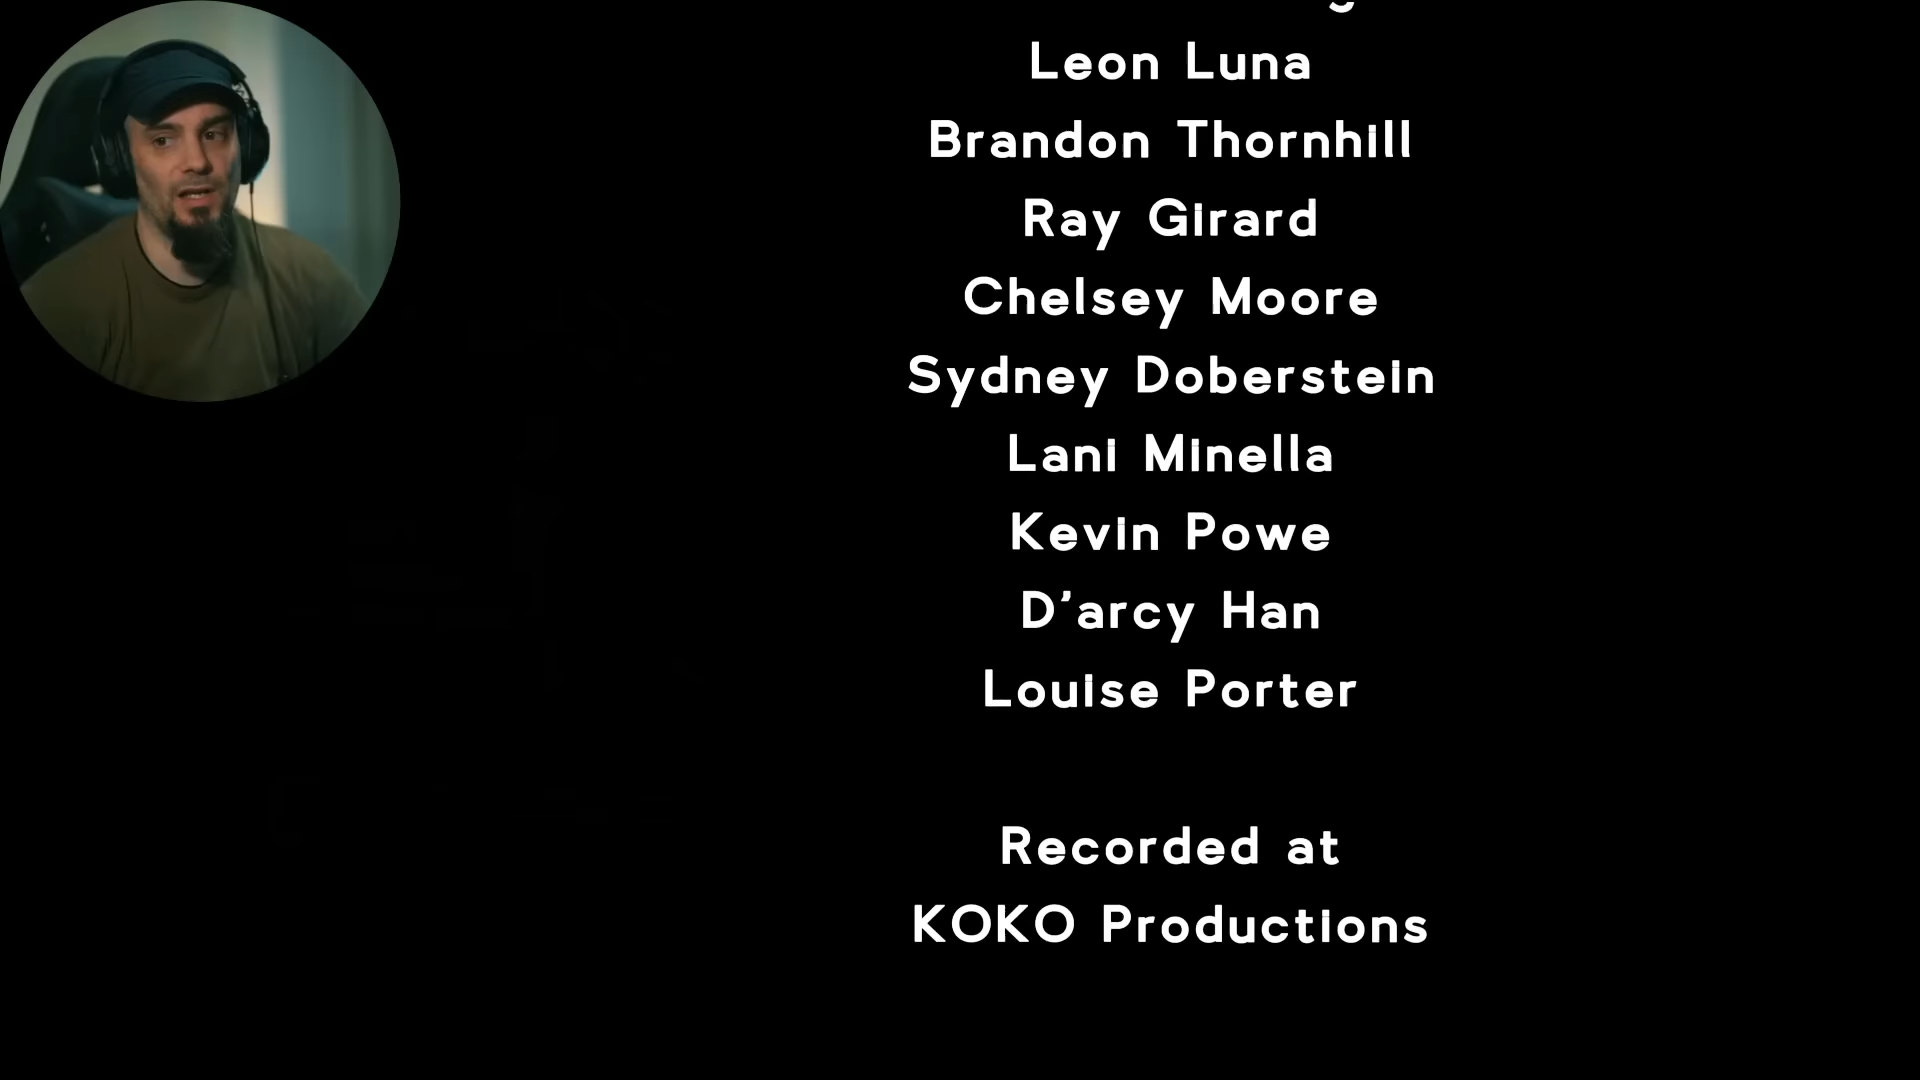 Leon Luna
Brandon Thornhill
Ray Girard
Chelsey Moore
Sydney Doberstein
Lani Minella
Kevin Powe
D’arcy Han
Louise Porter
Recorded at
KOKO Productions